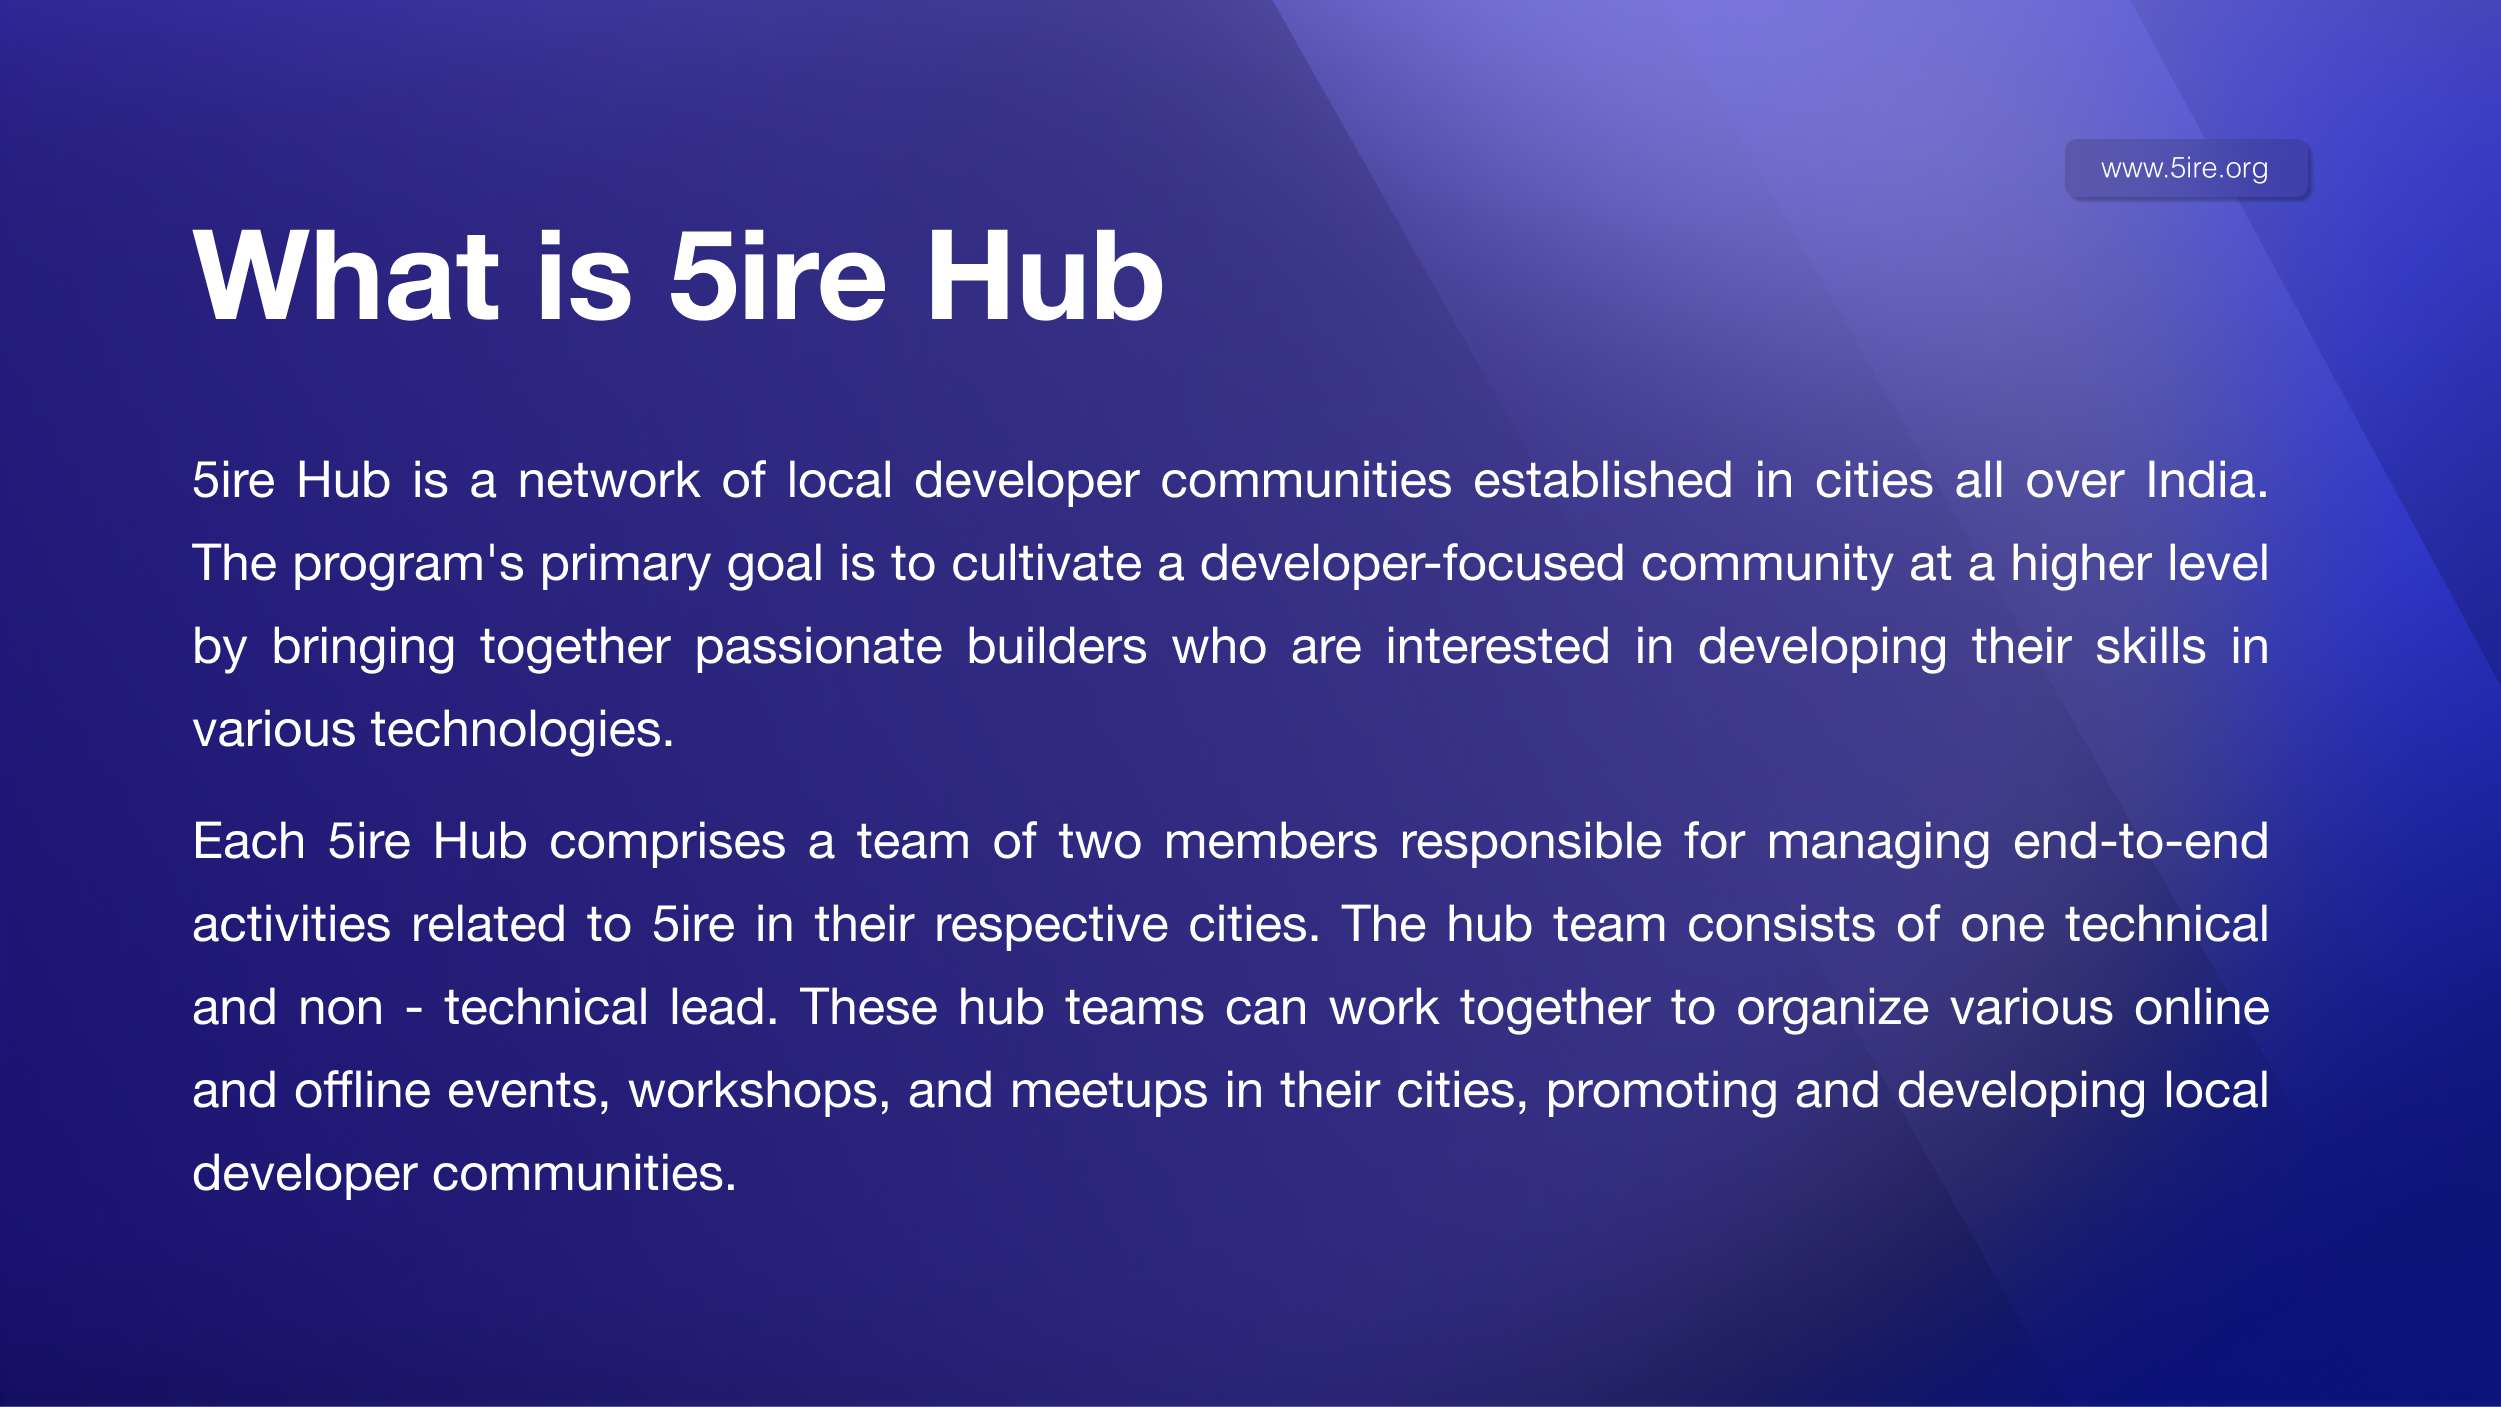 www.5ire.org
What is 5ire Hub
5ire Hub is a network of local developer communities established in cities all over India.
The program's primary goal is to cultivate a developer-focused community at a higher level
by bringing together passionate builders who are interested in developing their skills in
various technologies.
Each 5ire Hub comprises a team of two members responsible for managing end-to-end
activities related to 5ire in their respective cities. The hub team consists of one technical
and non - technical lead. These hub teams can work together to organize various online
and offline events, workshops, and meetups in their cities, promoting and developing local
developer communities.